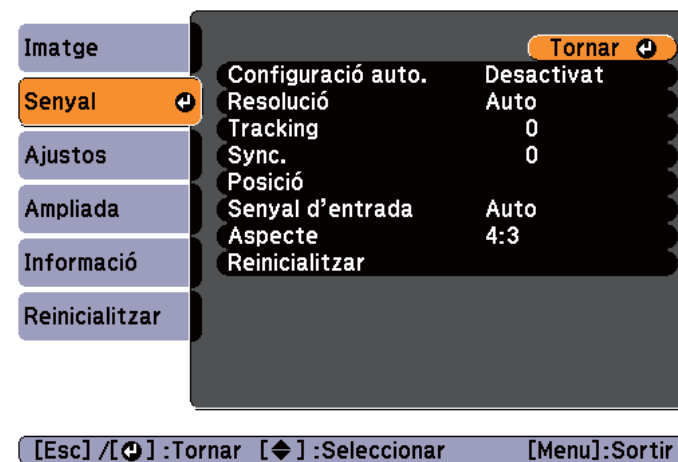 Imatge
Senyal
Ajustos
Ampliada
Informació
Reinicialitzar
Tornar
Configuració auto. Desactivat
Resolució Auto
Tracking 0
Sync. 0
Posició
Senyal d'entrada Auto
Aspecte 4:3
Reinicialitzar
[Esc] /[⏎] :Tornar [◆] :Seleccionar [Menu]:Sortir